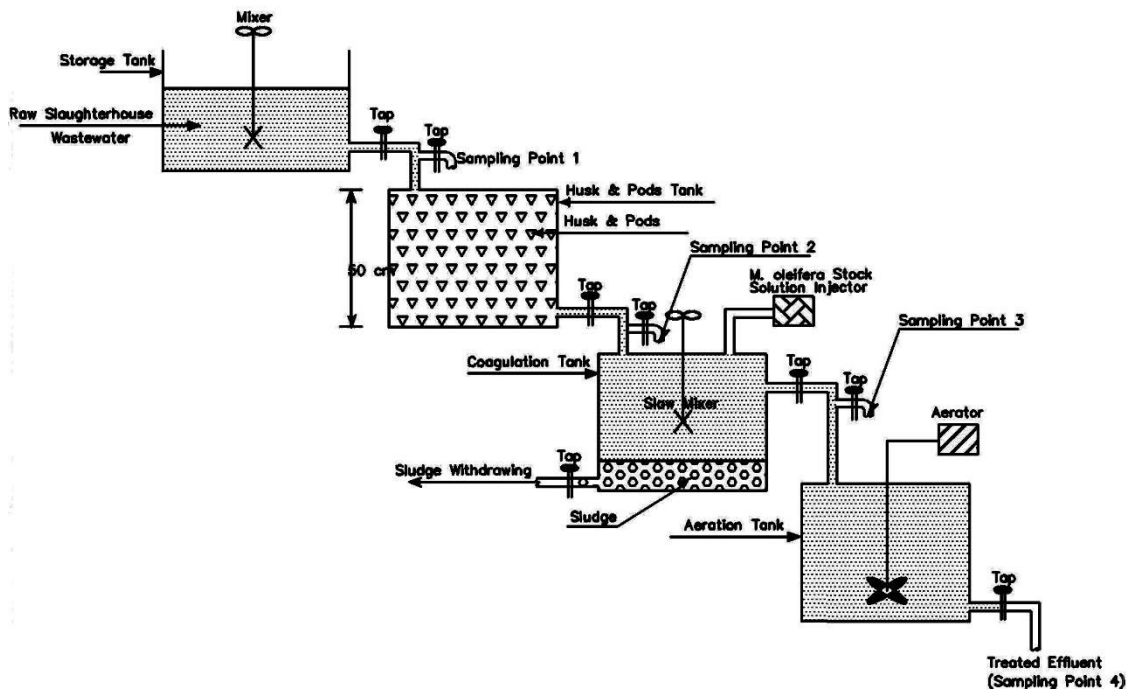 Mixer
Storage Tank
Raw Slaughterhouse
Wastewater
Tap
Tap
Sampling Point 1
Husk & Pods Tank
Husk & Pods
50 cm
Sampling Point 2
Tap
Tap
M. oleifera Stock
Solution Injector
Sampling Point 3
Coagulation Tank
Tap
Tap
Slaw Mixer
Aerator
Tap
Sludge Withdrawing
Sludge
Aeration Tank
Tap
Treated Effluent
(Sampling Point 4)